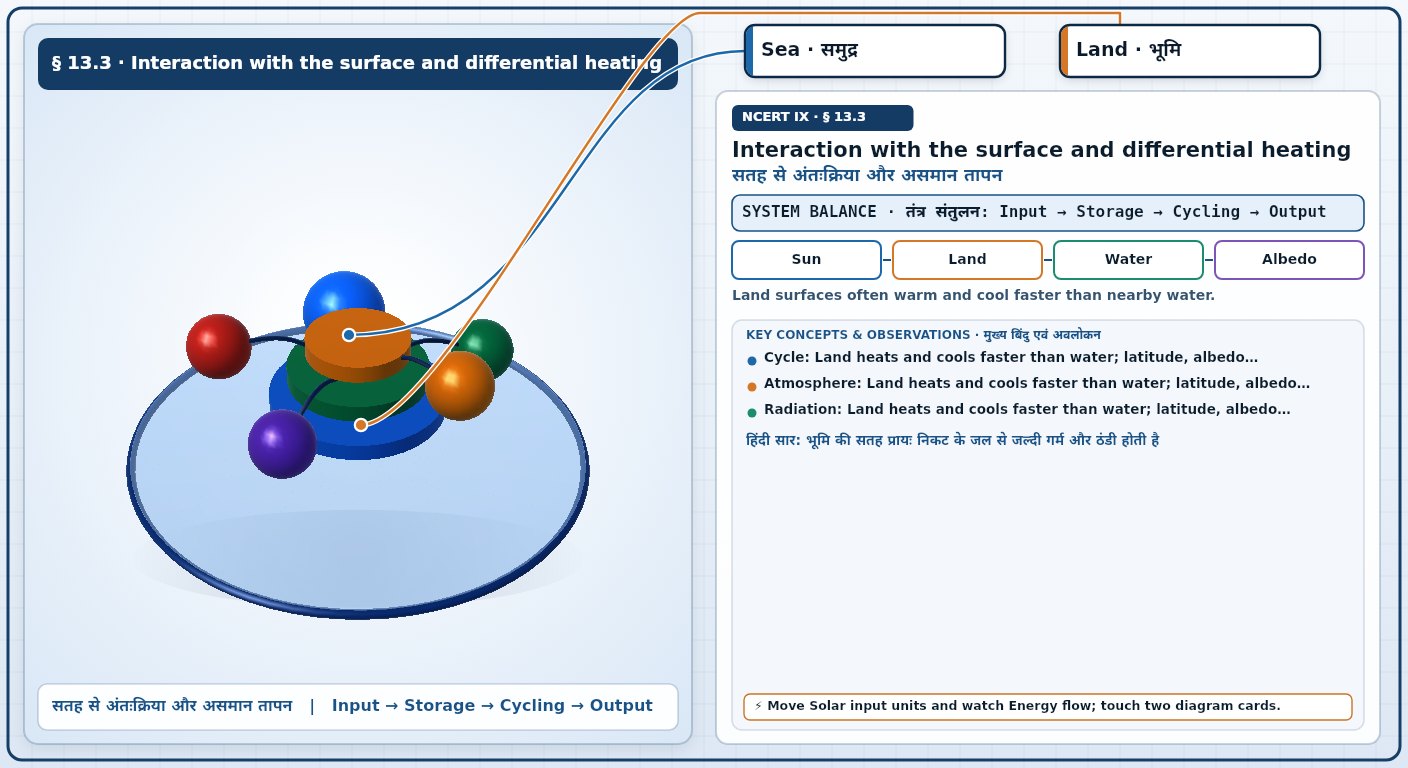 § 13.3 · Interaction with the surface and differential heating
Sea · समुद्र
Land · भूमि
NCERT IX · § 13.3
Interaction with the surface and differential heating
सतह से अंतःक्रिया और असमान तापन
SYSTEM BALANCE · तंत्र संतुलन: Input → Storage → Cycling → Output
Sun
Land
Water
Albedo
Land surfaces often warm and cool faster than nearby water.
KEY CONCEPTS & OBSERVATIONS · मुख्य बिंदु एवं अवलोकन
Cycle: Land heats and cools faster than water; latitude, albedo…
Atmosphere: Land heats and cools faster than water; latitude, albedo…
Radiation: Land heats and cools faster than water; latitude, albedo…
हिंदी सार: भूमि की सतह प्रायः निकट के जल से जल्दी गर्म और ठंडी होती है
⚡ Move Solar input units and watch Energy flow; touch two diagram cards.
सतह से अंतःक्रिया और असमान तापन | Input → Storage → Cycling → Output